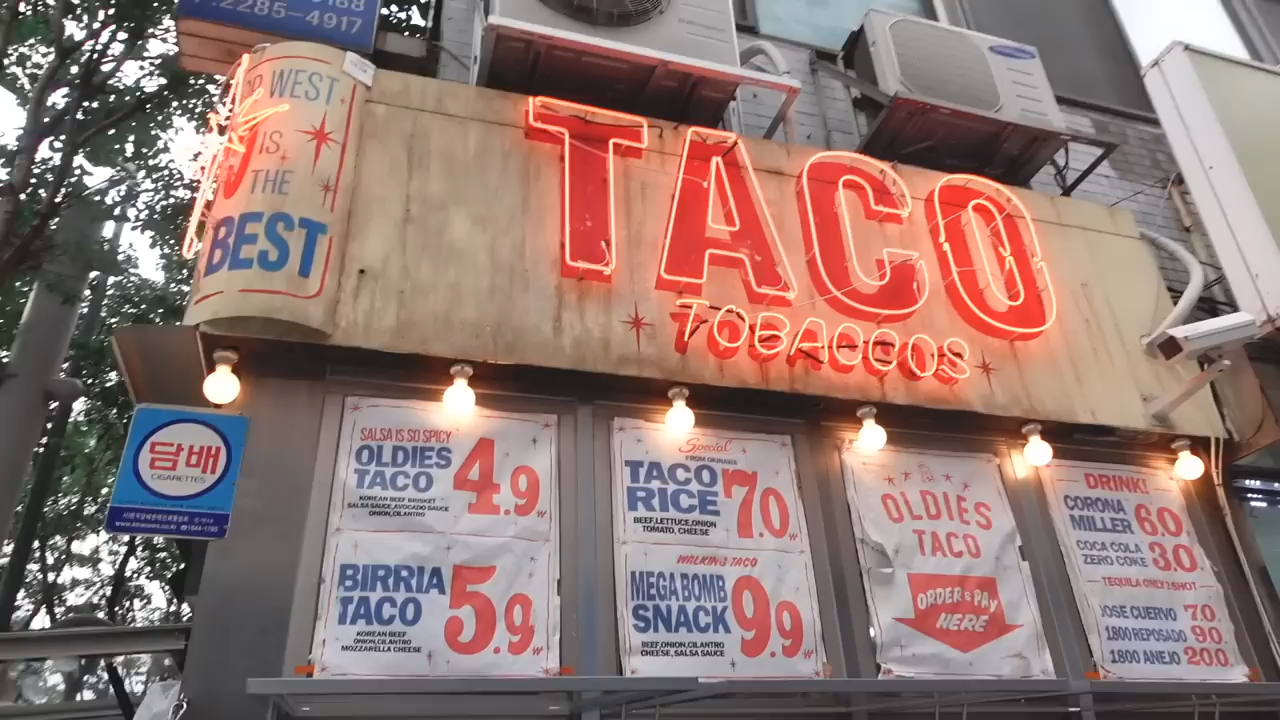 2285-4917
WEST
IS
THE
BEST
TACO
TOBACCOS
담배
CIGARETTES
SALSA IS SO SPICY
OLDIES
TACO
4.9
KOREAN BEEF BRISKET
SALSA SAUCE, AVOCADO SAUCE
ONION, CILANTRO
BIRRIA
TACO
5.9
KOREAN BEEF
ONION, CILANTRO
MOZZARELLA CHEESE
Special
FROM OKINAWA
TACO
RICE
7.0
BEEF, LETTUCE, ONION
TOMATO, CHEESE
WALKING TACO
MEGA BOMB
SNACK
9.9
BEEF, ONION, CILANTRO
CHEESE, SALSA SAUCE
OLDIES
TACO
ORDER & PAY
HERE
DRINK!
CORONA
MILLER 6.0
COCA COLA
ZERO COKE 3.0
TEQUILA ONLY 2 SHOT
JOSE CUERVO 7.0
1800 REPOSADO 9.0
1800 ANEJO 20.0